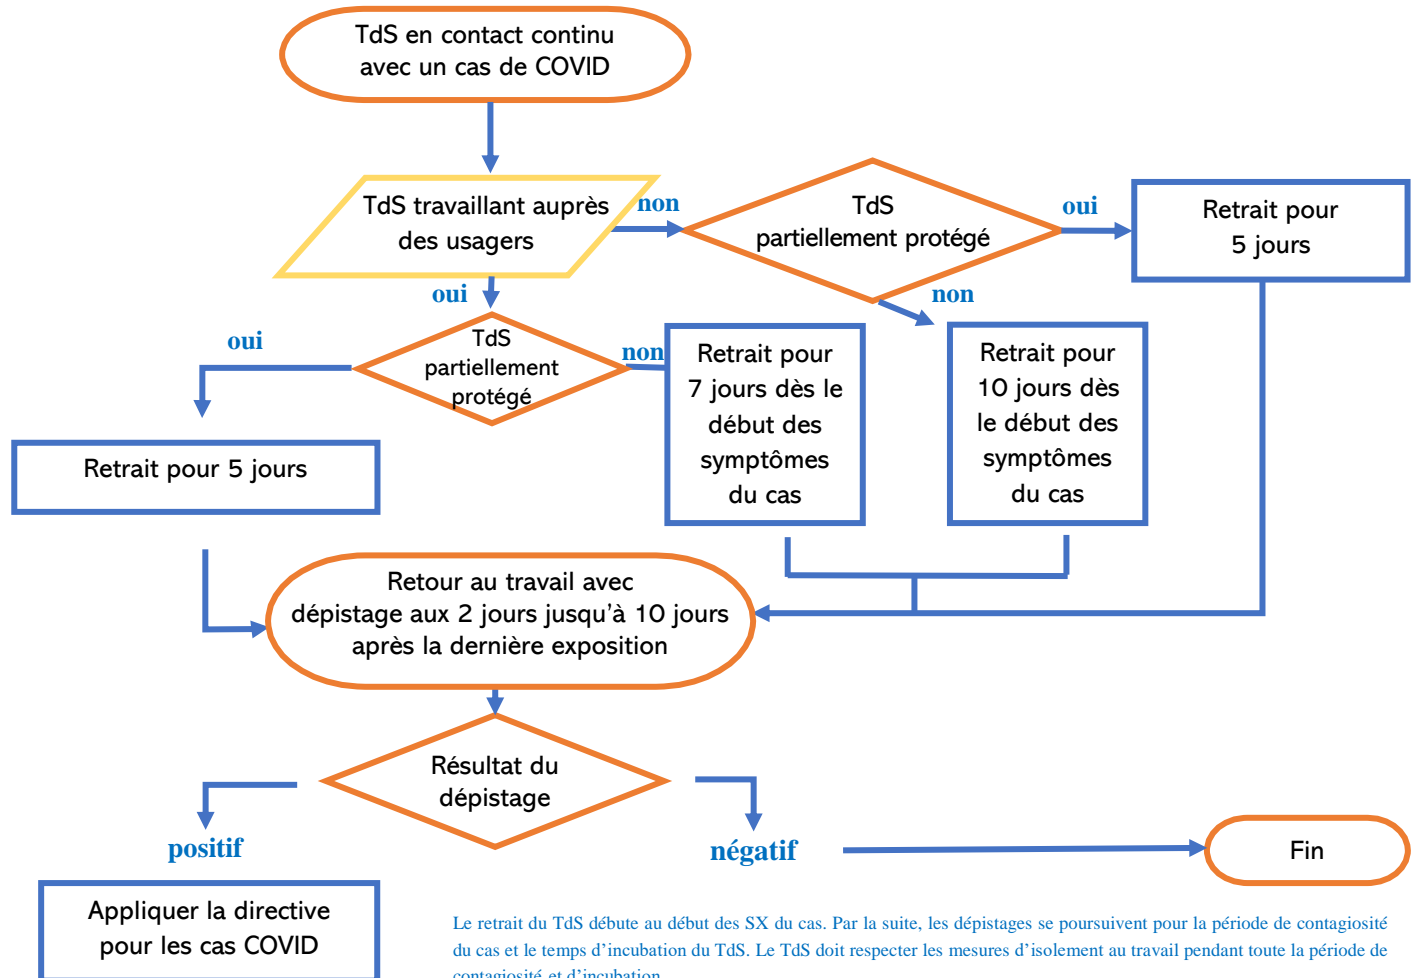 TdS en contact continu
avec un cas de COVID
TdS travaillant auprès
des usagers
non
TdS
partiellement protégé
oui
Retrait pour
5 jours
oui
non
oui
TdS
partiellement
protégé
non
Retrait pour
7 jours dès le
début des
symptômes
du cas
Retrait pour
10 jours dès
le début des
symptômes
du cas
Retrait pour 5 jours
Retour au travail avec
dépistage aux 2 jours jusqu’à 10 jours
après la dernière exposition
Résultat du
dépistage
positif
négatif
Fin
Appliquer la directive
pour les cas COVID
Le retrait du TdS débute au début des SX du cas. Par la suite, les dépistages se poursuivent pour la période de contagiosité
du cas et le temps d’incubation du TdS. Le TdS doit respecter les mesures d’isolement au travail pendant toute la période de
contagiosité et d’incubation